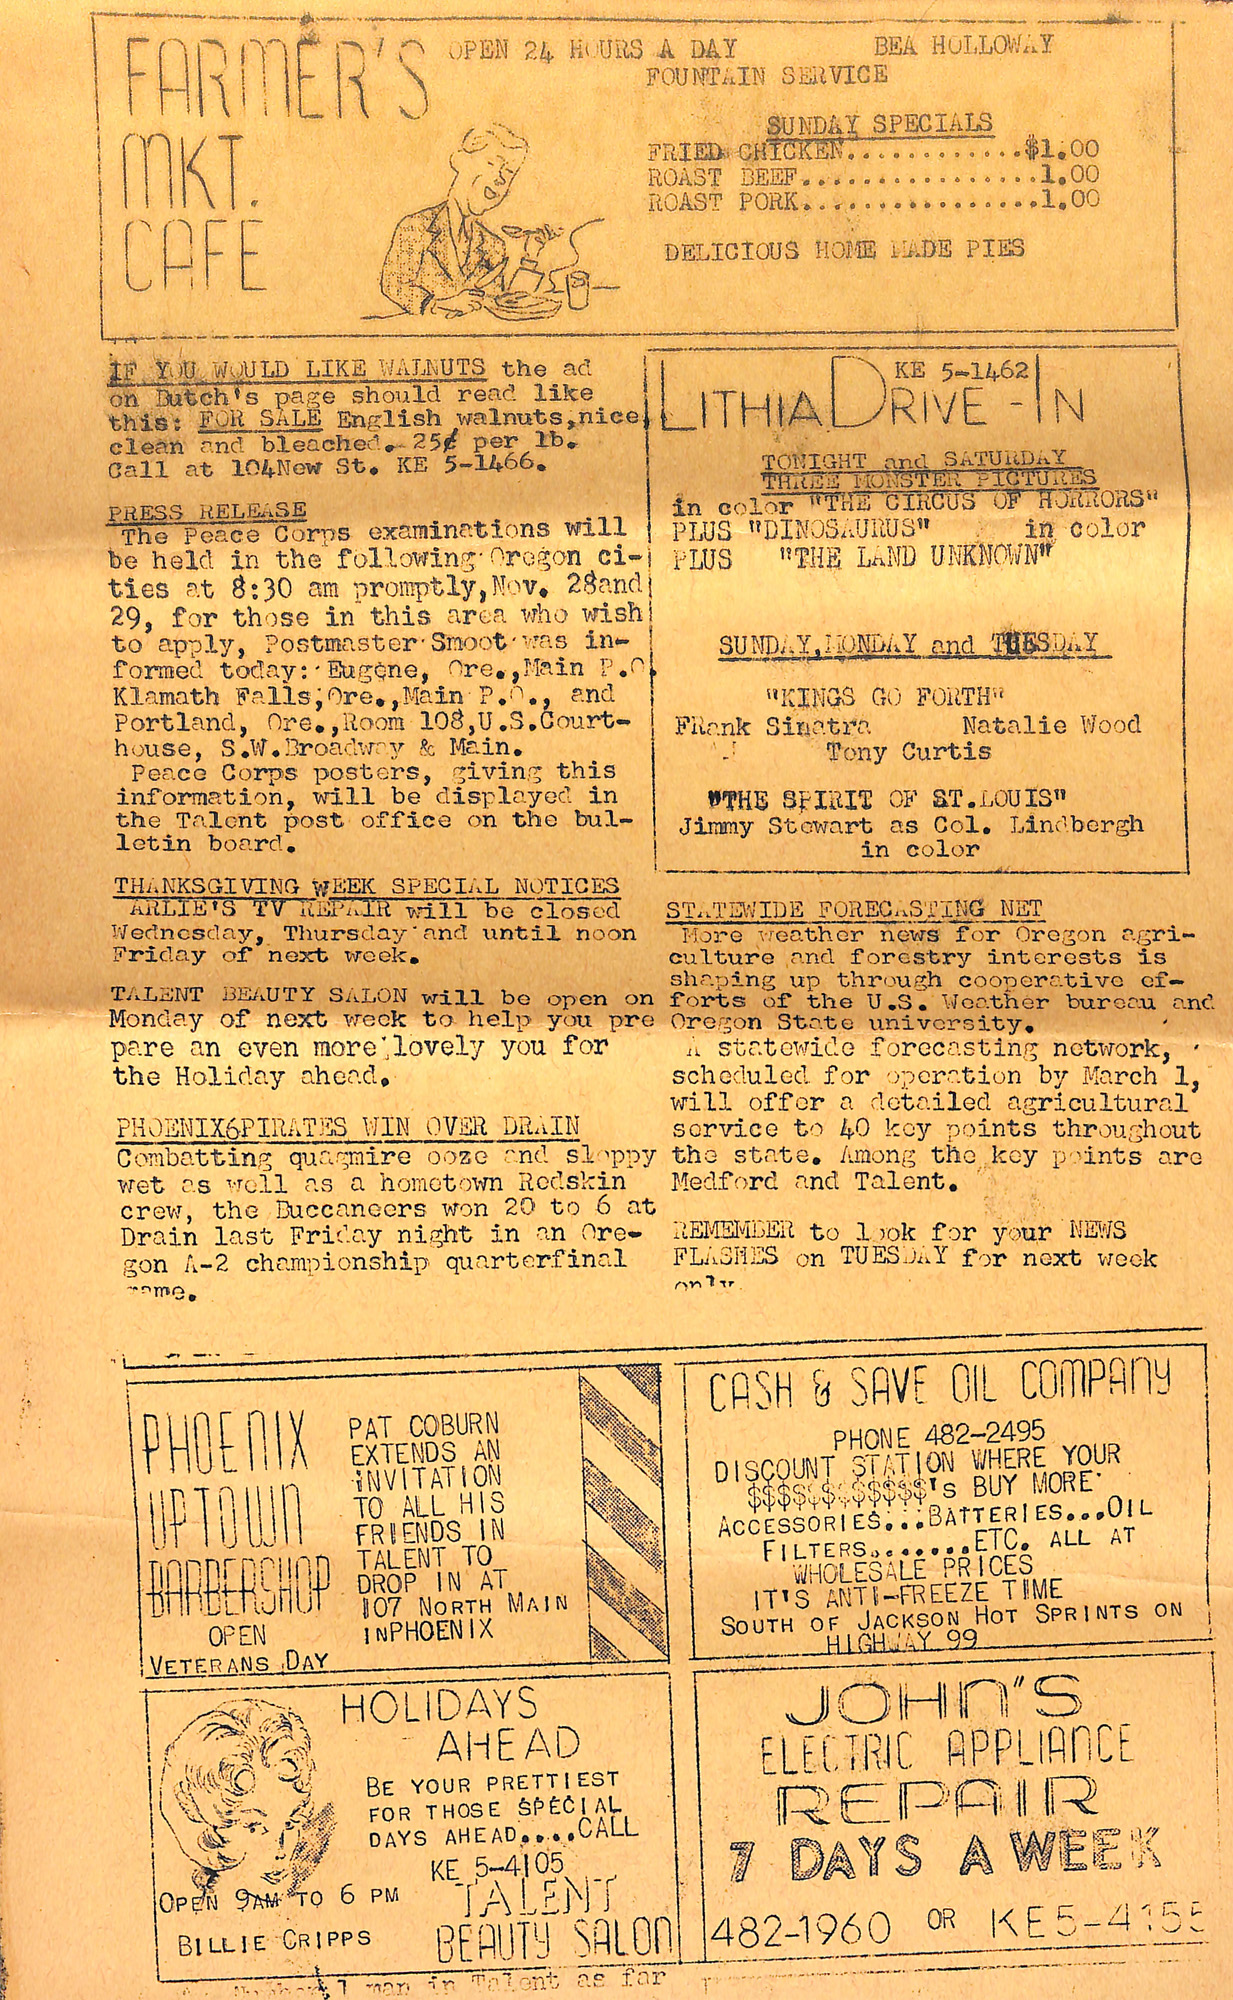 FARMER'S
MKT.
CAFE
OPEN 24 HOURS A DAY BEA HOLLOWAY
FOUNTAIN SERVICE
SUNDAY SPECIALS
FRIED CHICKEN............$1.00
ROAST BEEF................1.00
ROAST PORK................1.00
DELICIOUS HOME MADE PIES
IF YOU WOULD LIKE WALNUTS the ad
on Butch's page should read like
this: FOR SALE English walnuts,nice,
clean and bleached. 25¢ per lb.
Call at 104New St. KE 5-1466.
PRESS RELEASE
The Peace Corps examinations will
be held in the following Oregon ci-
ties at 8:30 am promptly,Nov. 28and
29, for those in this area who wish
to apply, Postmaster Smoot was in-
formed today: Eugene, Ore.,Main P.O.
Klamath Falls,Ore.,Main P.O., and
Portland, Ore.,Room 108,U.S.Court-
house, S.W.Broadway & Main.
Peace Corps posters, giving this
information, will be displayed in
the Talent post office on the bul-
letin board.
THANKSGIVING WEEK SPECIAL NOTICES
ARLIE'S TV REPAIR will be closed
Wednesday, Thursday and until noon
Friday of next week.
TALENT BEAUTY SALON will be open on
Monday of next week to help you pre
pare an even more lovely you for
the Holiday ahead.
PHOENIX6PIRATES WIN OVER DRAIN
Combatting quagmire ooze and sloppy
wet as well as a hometown Redskin
crew, the Buccaneers won 20 to 6 at
Drain last Friday night in an Ore-
gon A-2 championship quarterfinal
game.
LITHIA DRIVE-IN
KE 5-1462
TONIGHT and SATURDAY
THREE MONSTER PICTURES
in color "THE CIRCUS OF HORRORS"
PLUS "DINOSAURUS" in color
PLUS "THE LAND UNKNOWN"
SUNDAY,MONDAY and TUESDAY
"KINGS GO FORTH"
FRank Sinatra Natalie Wood
Tony Curtis
"THE SPIRIT OF ST.LOUIS"
Jimmy Stewart as Col. Lindbergh
in color
STATEWIDE FORECASTING NET
More weather news for Oregon agri-
culture and forestry interests is
shaping up through cooperative ef-
forts of the U.S. Weather bureau and
Oregon State university.
A statewide forecasting network,
scheduled for operation by March 1,
will offer a detailed agricultural
service to 40 key points throughout
the state. Among the key points are
Medford and Talent.
REMEMBER to look for your NEWS
FLASHES on TUESDAY for next week
only.
PHOENIX
UPTOWN
BARBERSHOP
OPEN
VETERANS DAY
PAT COBURN
EXTENDS AN
INVITATION
TO ALL HIS
FRIENDS IN
TALENT TO
DROP IN AT
107 NORTH MAIN
INPHOENIX
CASH & SAVE OIL COMPANY
PHONE 482-2495
DISCOUNT STATION WHERE YOUR
$$$$$$$$$$$$'S BUY MORE
ACCESSORIES...BATTERIES...OIL
FILTERS.......ETC. ALL AT
WHOLESALE PRICES
IT'S ANTI-FREEZE TIME
SOUTH OF JACKSON HOT SPRINTS ON
HIGHWAY 99
HOLIDAYS
AHEAD
BE YOUR PRETTIEST
FOR THOSE SPECIAL
DAYS AHEAD....CALL
KE 5-4105
TALENT
BEAUTY SALON
OPEN 9AM TO 6 PM
BILLIE CRIPPS
JOHN'S
ELECTRIC APPLIANCE
REPAIR
7 DAYS A WEEK
482-1960 OR KE5-4155
man in Talent as far